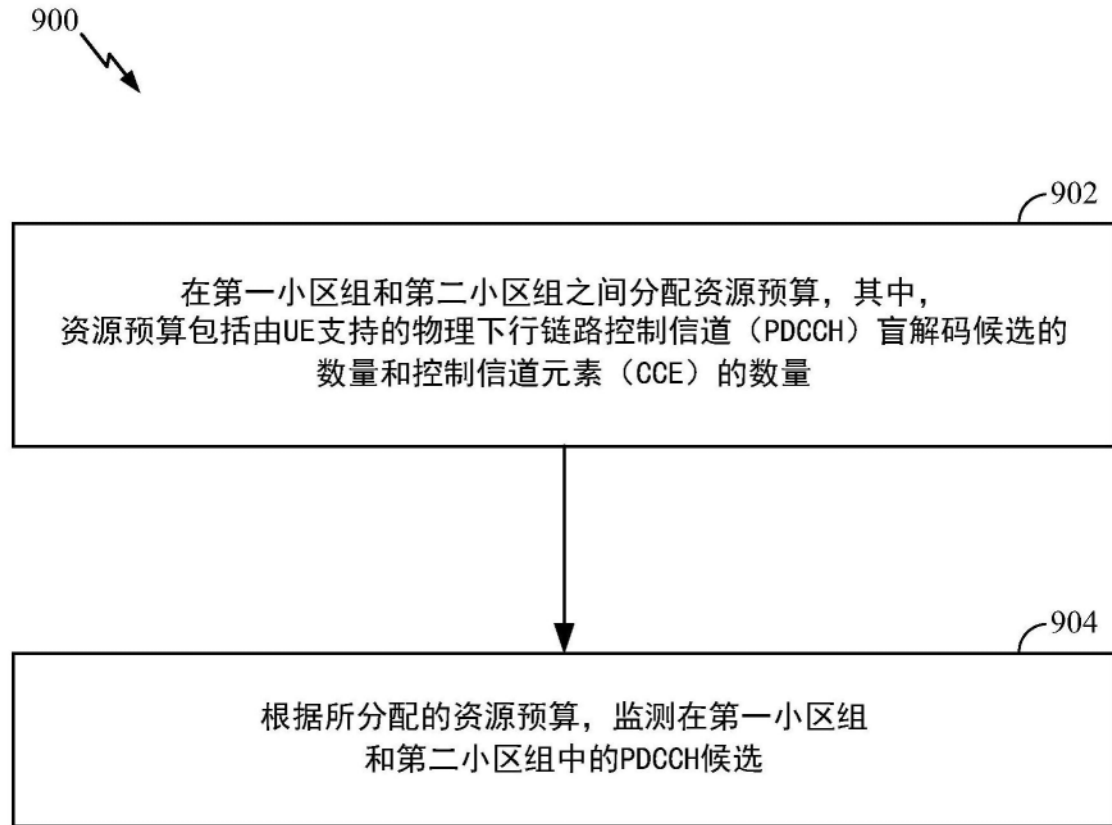 900
902
在第一小区组和第二小区组之间分配资源预算，其中，
资源预算包括由UE支持的物理下行链路控制信道（PDCCH）盲解码候选的
数量和控制信道元素（CCE）的数量
904
根据所分配的资源预算，监测在第一小区组
和第二小区组中的PDCCH候选